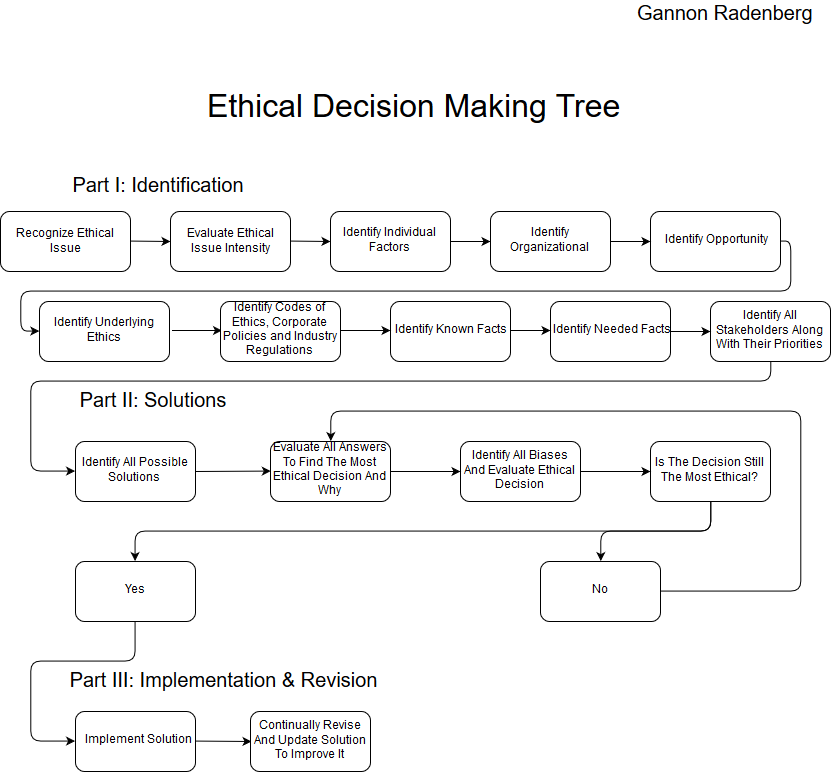 Gannon Radenberg
Ethical Decision Making Tree
Part I: Identification
Recognize Ethical
Issue
Evaluate Ethical
Issue Intensity
Identify Individual
Factors
Identify
Organizational
Identify Opportunity
Identify Underlying
Ethics
Identify Codes of
Ethics, Corporate
Policies and Industry
Regulations
Identify Known Facts
Identify Needed Facts
Identify All
Stakeholders Along
With Their Priorities
Part II: Solutions
Identify All Possible
Solutions
Evaluate All Answers
To Find The Most
Ethical Decision And
Why
Identify All Biases
And Evaluate Ethical
Decision
Is The Decision Still
The Most Ethical?
Yes
No
Part III: Implementation & Revision
Implement Solution
Continually Revise
And Update Solution
To Improve It